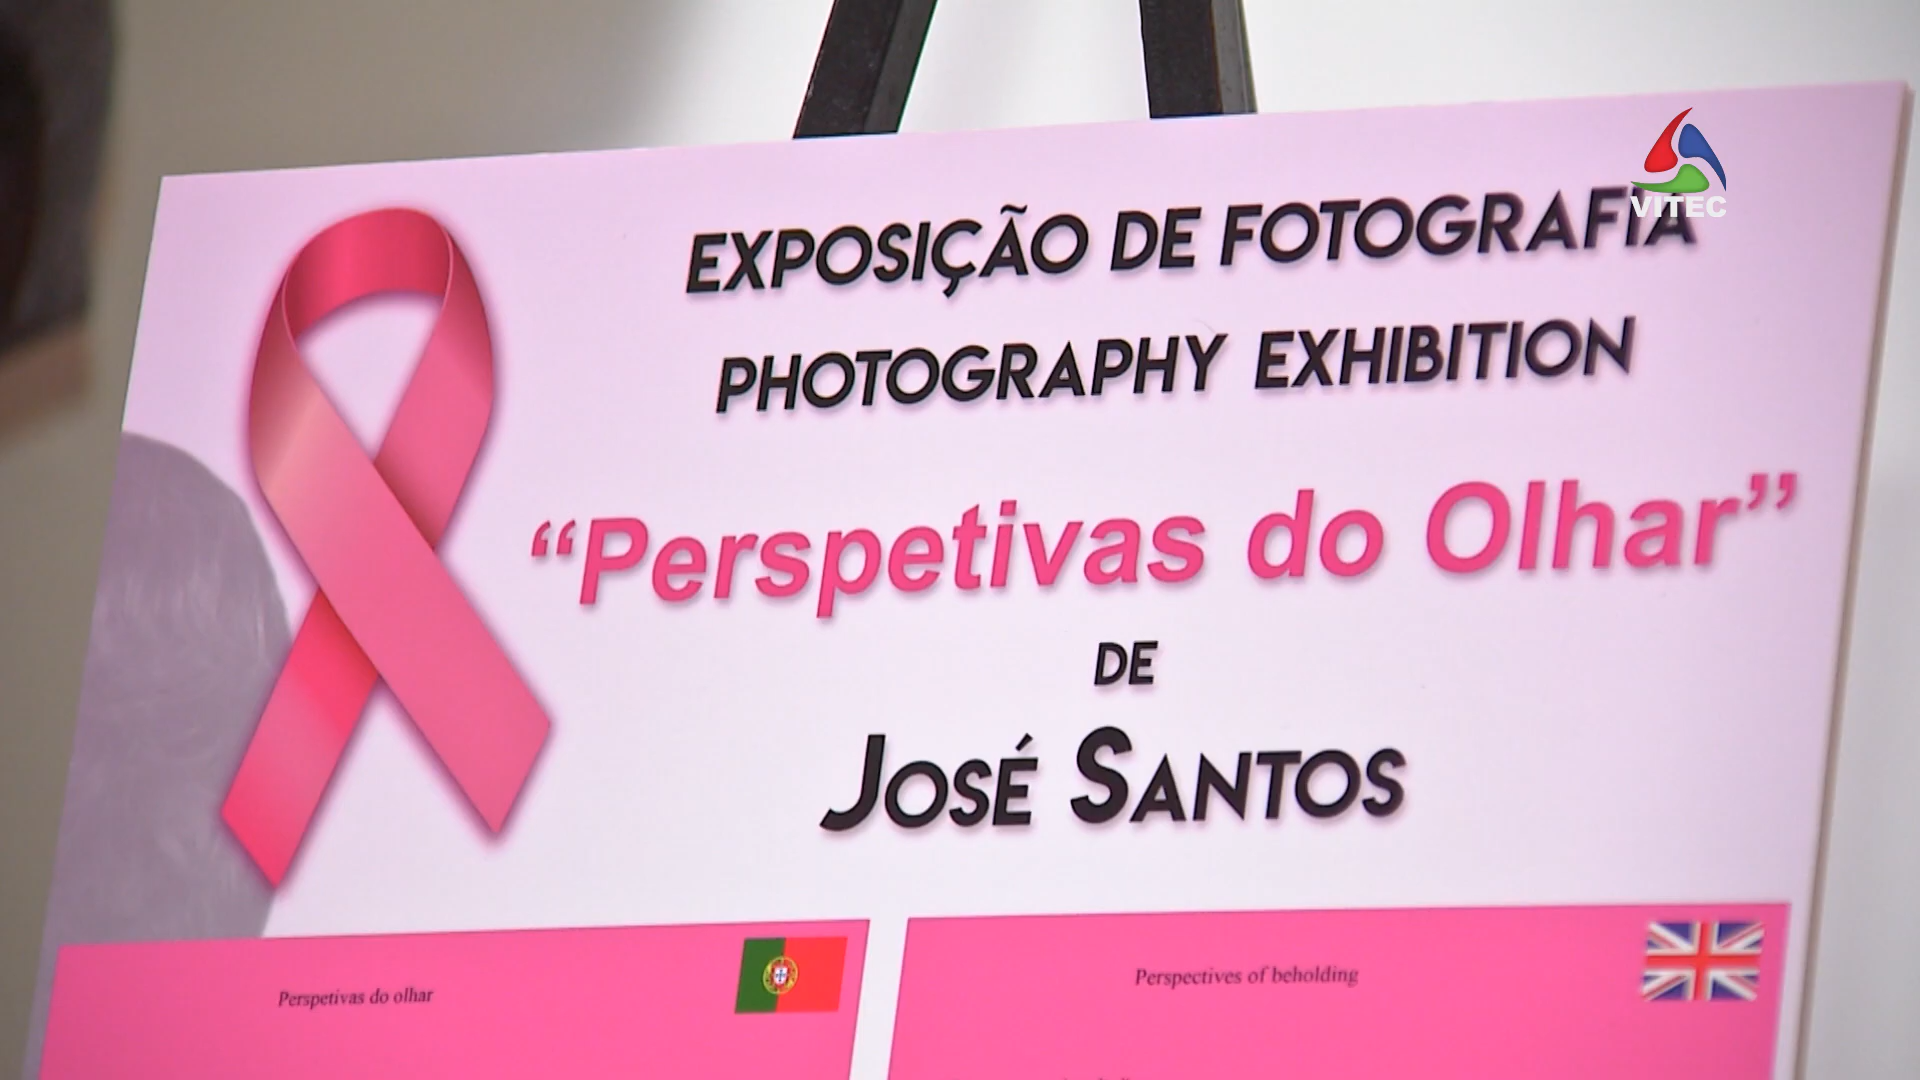 VITEC
EXPOSIÇÃO DE FOTOGRAFIA
PHOTOGRAPHY EXHIBITION
“Perspetivas do Olhar”
DE
JOSÉ SANTOS
Perspetivas do olhar
Perspectives of beholding